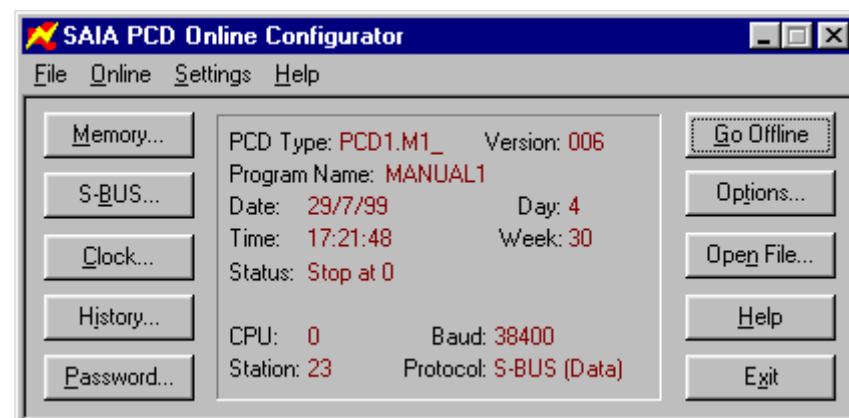 SAIA PCD Online Configurator
File Online Settings Help
Memory...
S-BUS...
Clock...
History...
Password...
PCD Type: PCD1.M1_ Version: 006
Program Name: MANUAL1
Date: 29/7/99 Day: 4
Time: 17:21:48 Week: 30
Status: Stop at 0
CPU: 0 Baud: 38400
Station: 23 Protocol: S-BUS (Data)
Go Offline
Options...
Open File...
Help
Exit